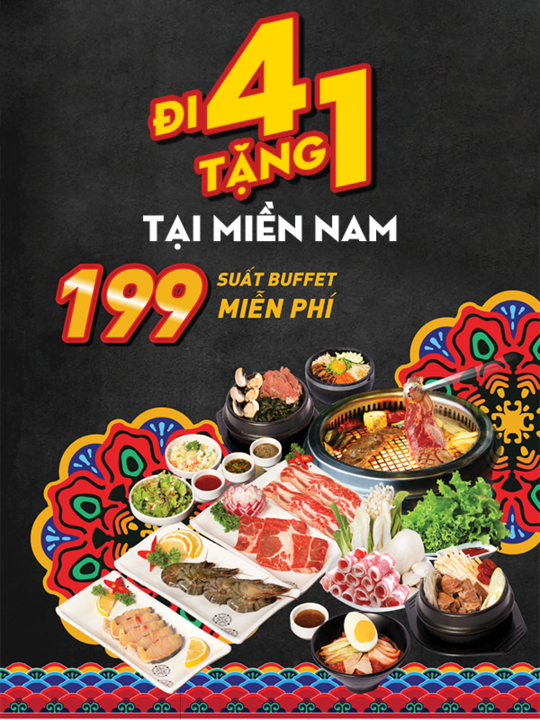 ĐI 4
TẶNG 1
TẠI MIỀN NAM
199 SUẤT BUFFET
MIỄN PHÍ